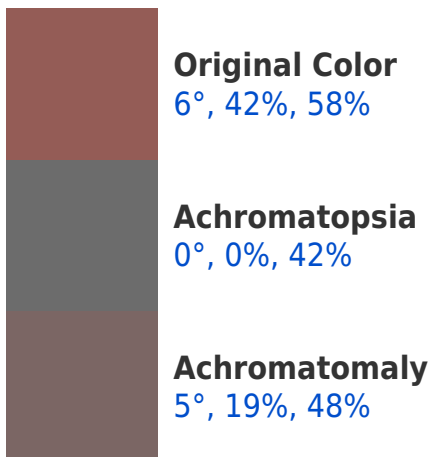 Original Color
6°, 42%, 58%
Achromatopsia
0°, 0%, 42%
Achromatomaly
5°, 19%, 48%